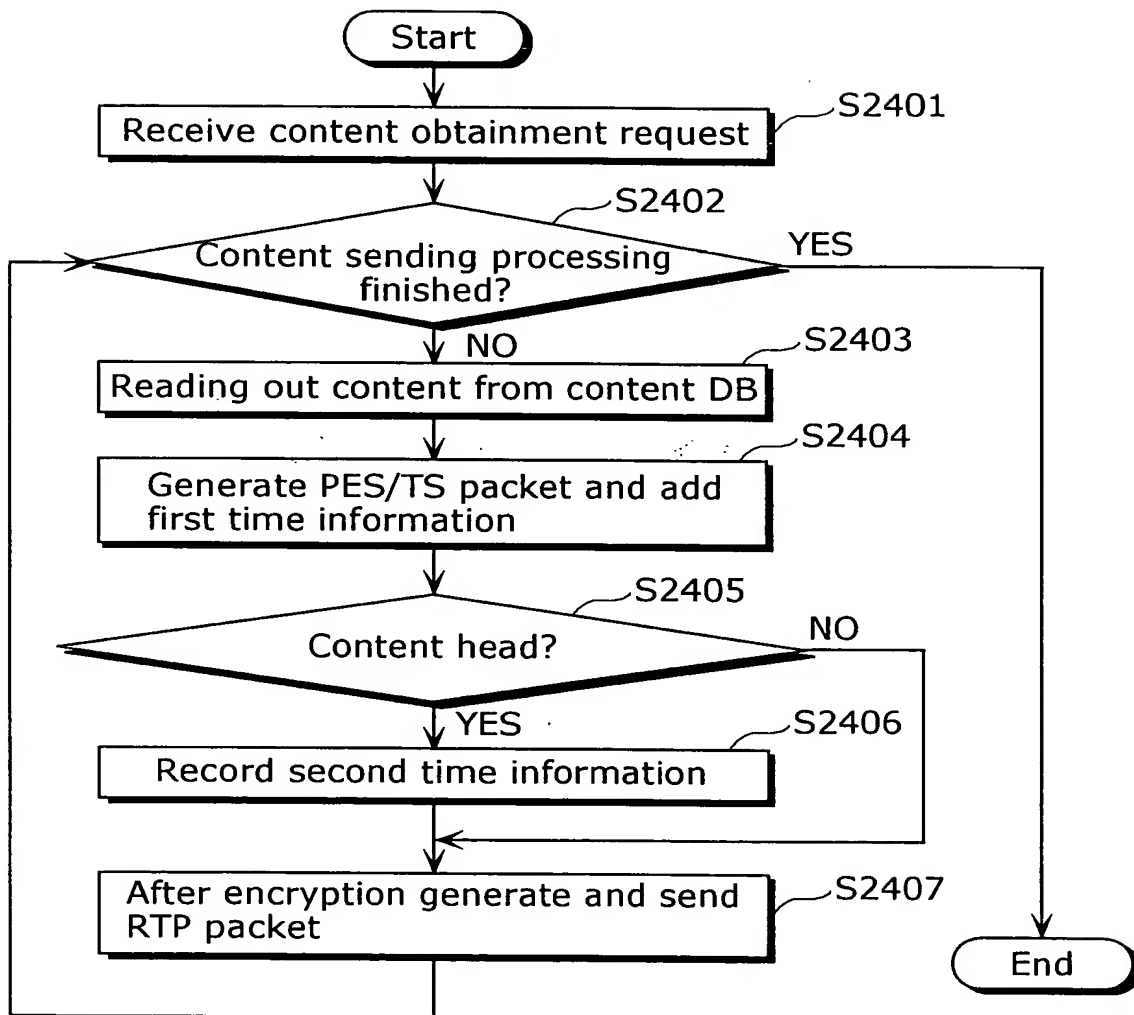 Start
S2401
Receive content obtainment request
S2402
Content sending processing
finished?
YES
NO
S2403
Reading out content from content DB
S2404
Generate PES/TS packet and add
first time information
S2405
Content head?
NO
YES
S2406
Record second time information
After encryption generate and send
RTP packet
S2407
End